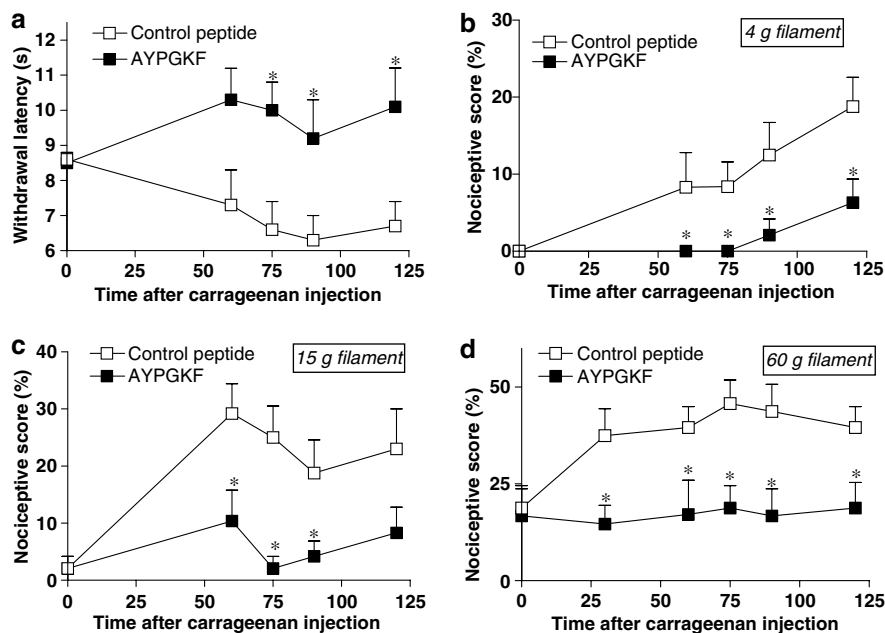 a
Control peptide
AYPGKF
Withdrawal latency (s)
12
11
10
9
8
7
6
* * *
0 25 50 75 100 125
Time after carrageenan injection
b
Control peptide
AYPGKF
4 g filament
Nociceptive score (%)
30
20
10
0
* * * *
0 25 50 75 100 125
Time after carrageenan injection
c
Control peptide
AYPGKF
15 g filament
Nociceptive score (%)
40
30
20
10
0
* * *
0 25 50 75 100 125
Time after carrageenan injection
d
Control peptide
AYPGKF
60 g filament
Nociceptive score (%)
50
25
0
* * * * *
0 25 50 75 100 125
Time after carrageenan injection